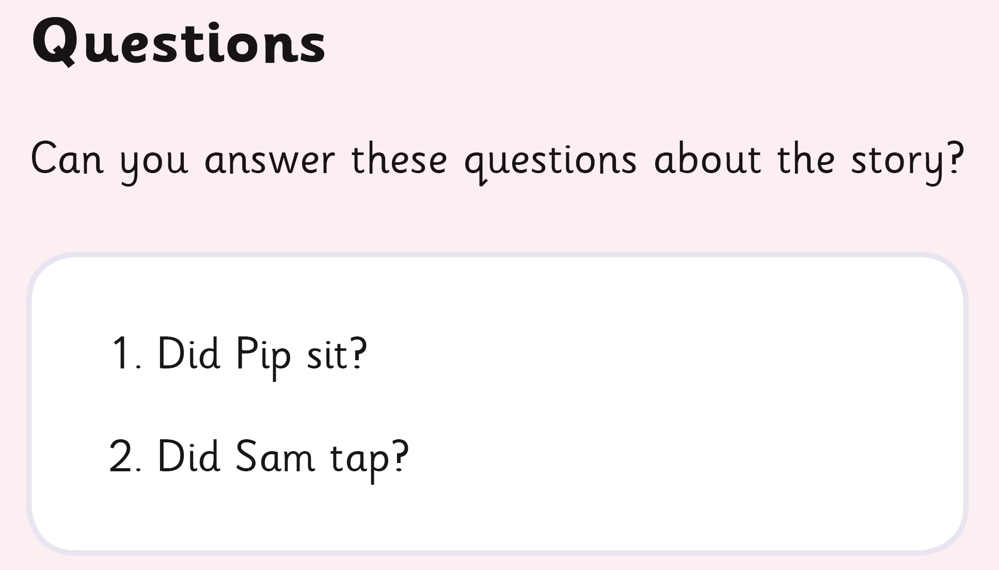 Questions
Can you answer these questions about the story?
1. Did Pip sit?
2. Did Sam tap?